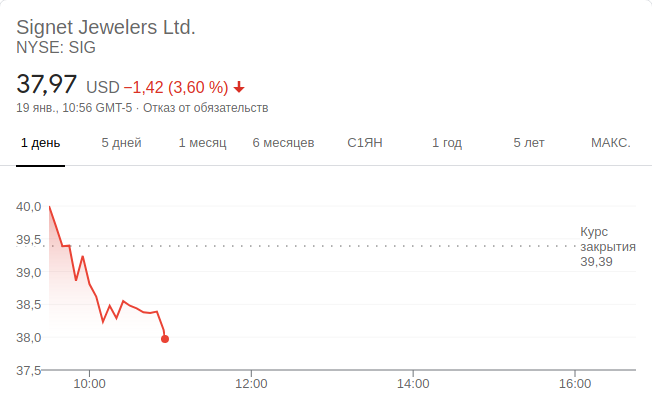 Signet Jewelers Ltd.
NYSE: SIG
37,97 USD −1,42 (3,60 %)
19 янв., 10:56 GMT-5 · Отказ от обязательств
1 день 5 дней 1 месяц 6 месяцев С1ЯН 1 год 5 лет МАКС.
40,0
39,5
39,0
38,5
38,0
37,5
Курс
закрытия
39,39
10:00 12:00 14:00 16:00